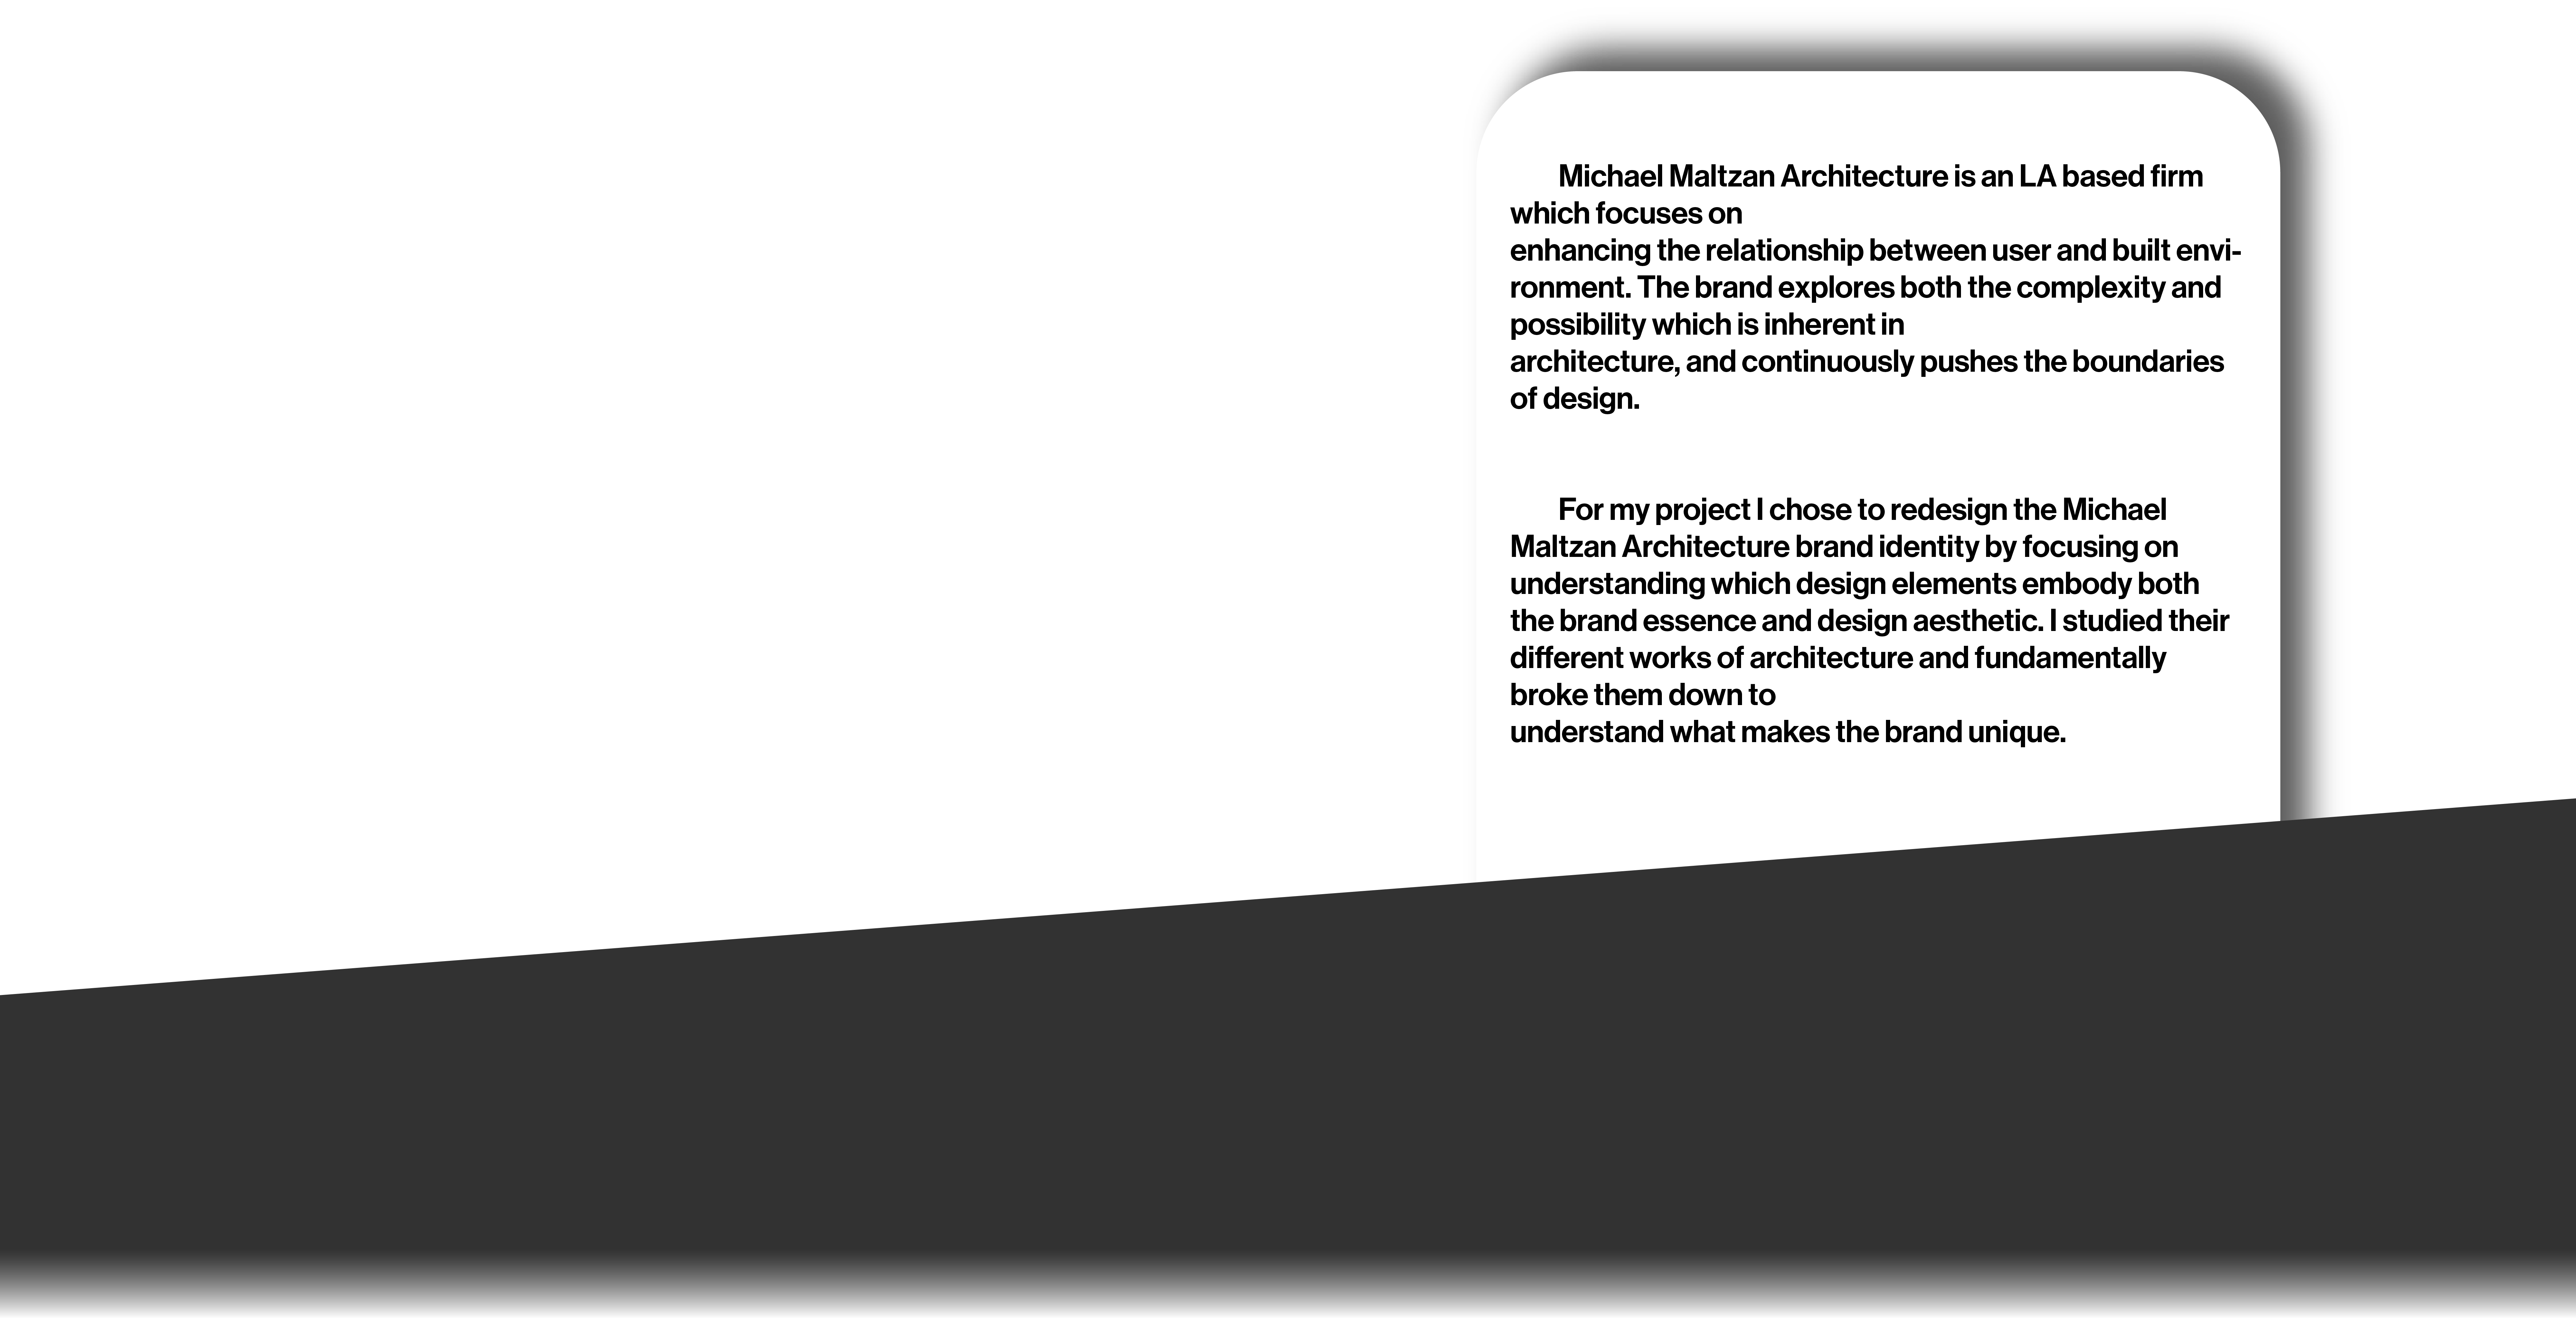 Michael Maltzan Architecture is an LA based firm
which focuses on
enhancing the relationship between user and built envi-
ronment. The brand explores both the complexity and
possibility which is inherent in
architecture, and continuously pushes the boundaries
of design.
For my project I chose to redesign the Michael
Maltzan Architecture brand identity by focusing on
understanding which design elements embody both
the brand essence and design aesthetic. I studied their
different works of architecture and fundamentally
broke them down to
understand what makes the brand unique.